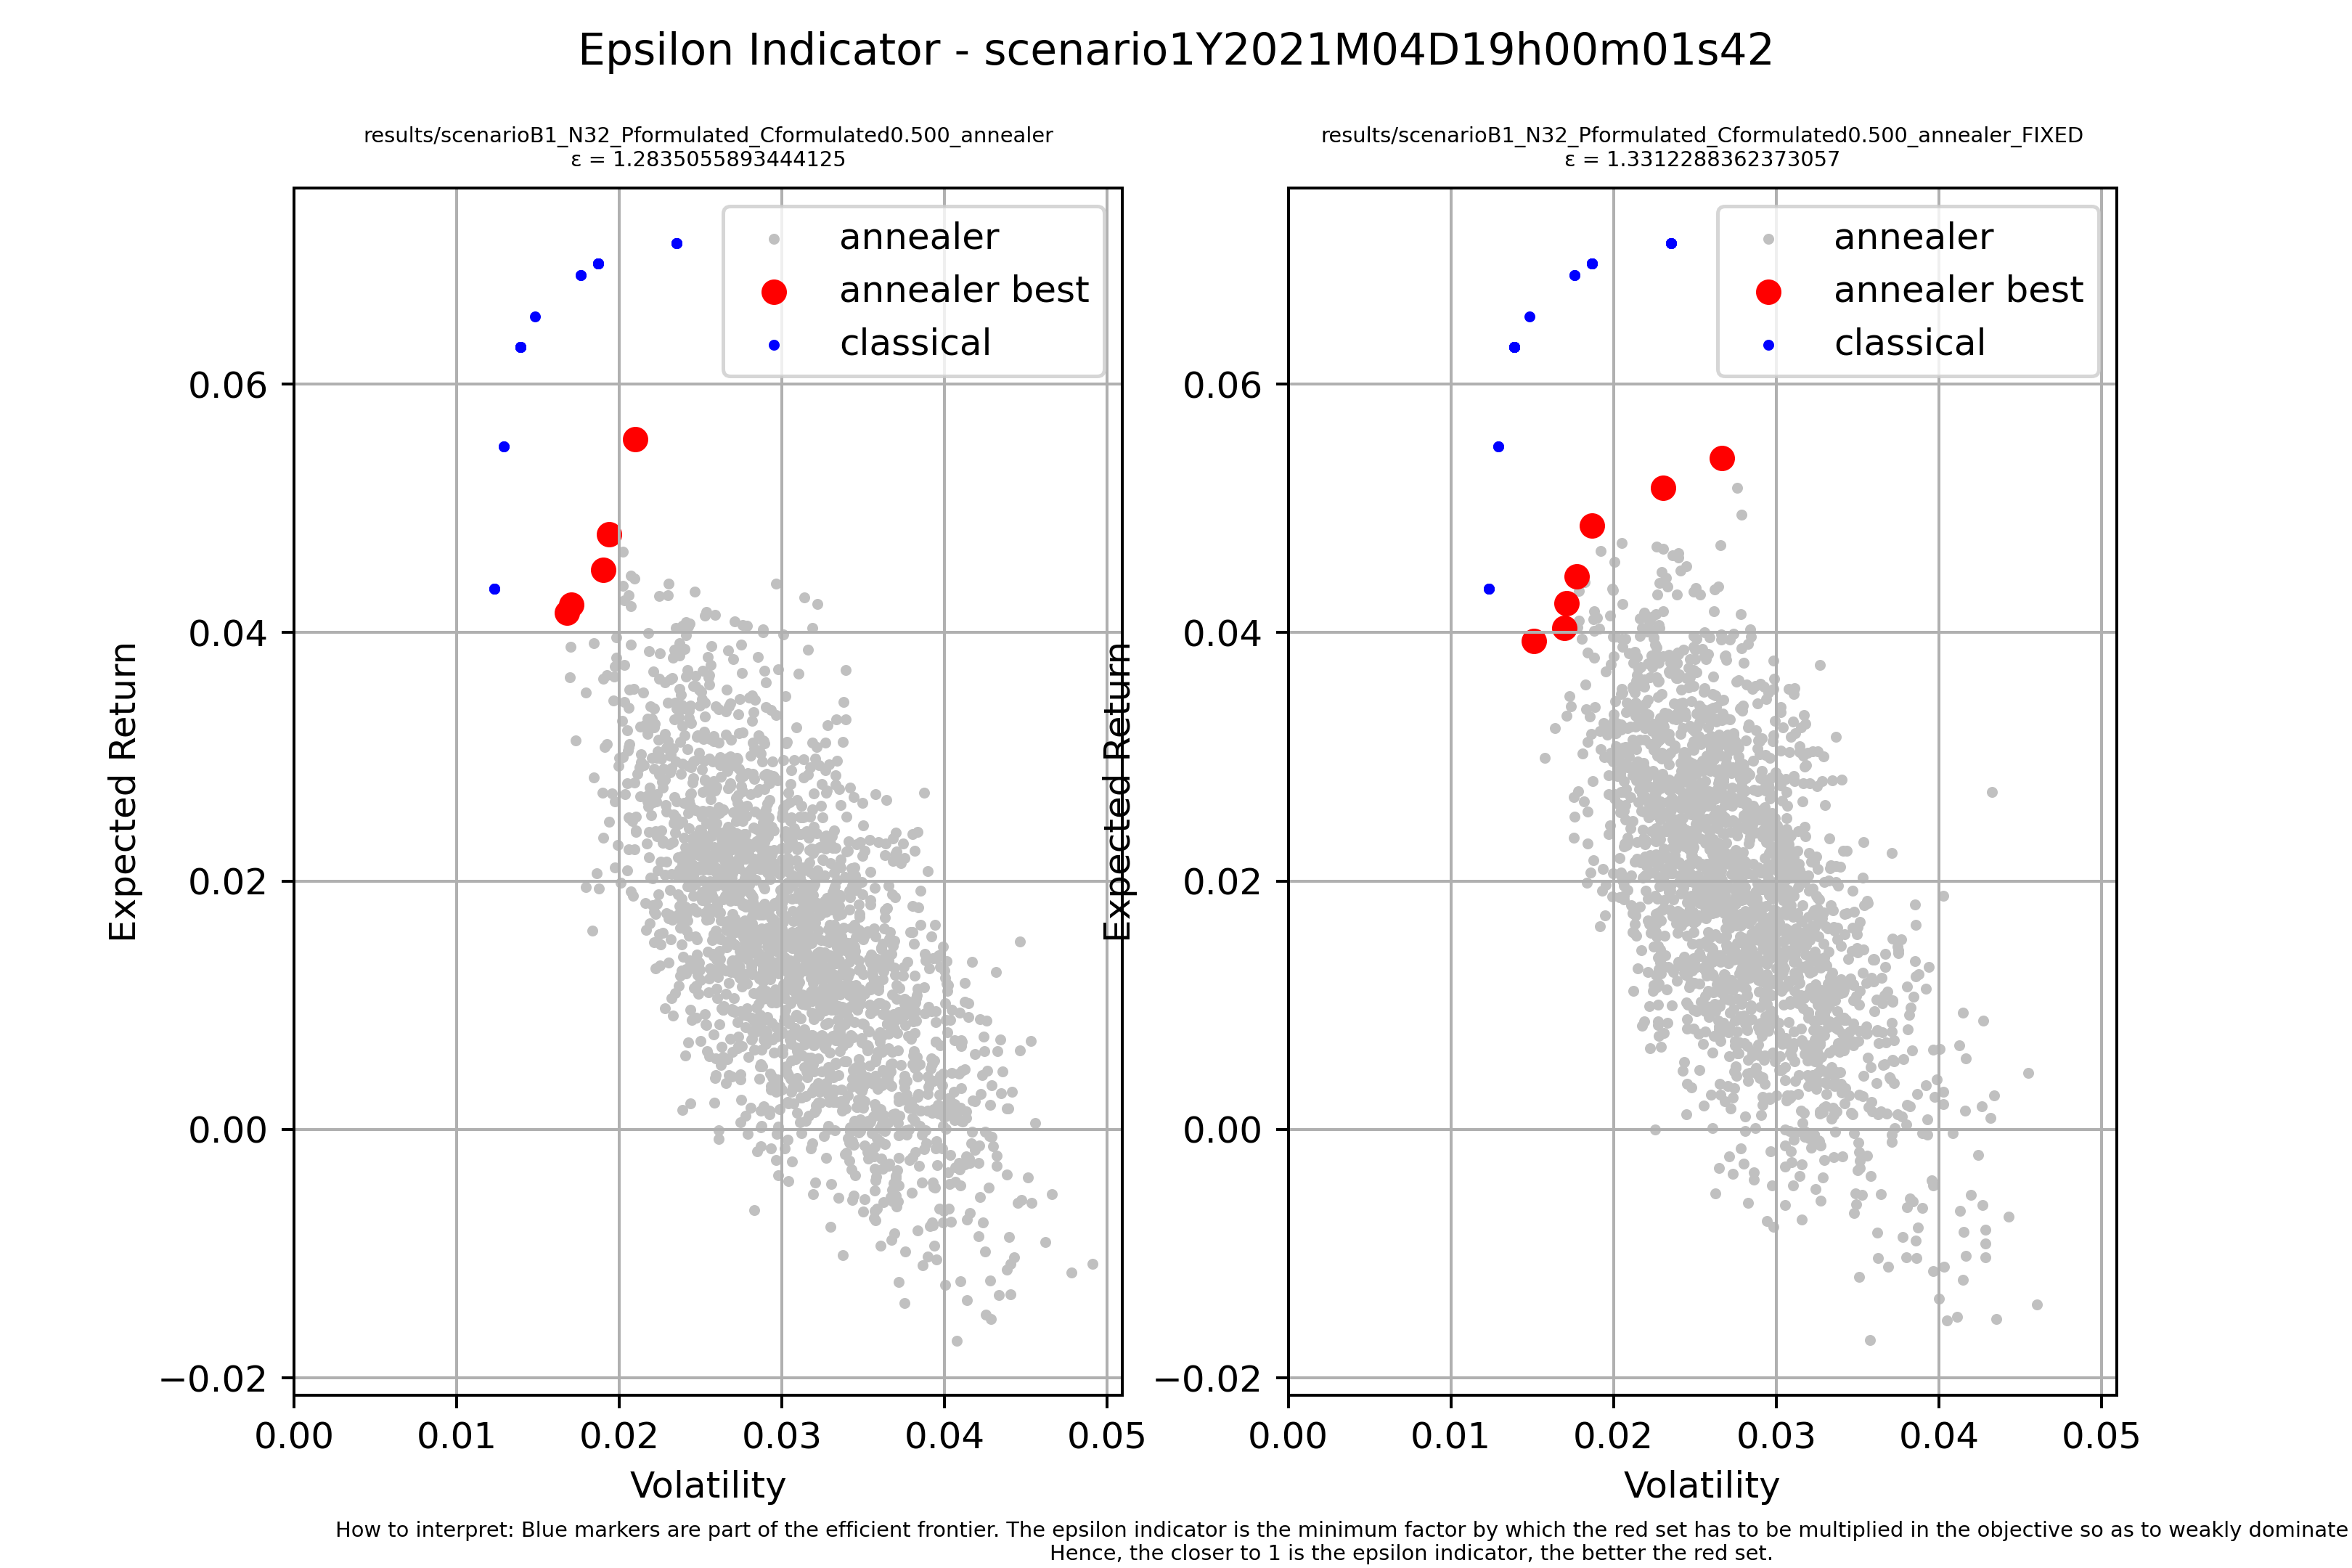 Epsilon Indicator - scenario1Y2021M04D19h00m01s42
results/scenarioB1_N32_Pformulated_Cformulated0.500_annealer
ε = 1.2835055893444125
annealer
annealer best
classical
0.06
0.04
0.02
0.00
−0.02
Expected Return
0.00 0.01 0.02 0.03 0.04 0.05
Volatility
results/scenarioB1_N32_Pformulated_Cformulated0.500_annealer_FIXED
ε = 1.3312288362373057
annealer
annealer best
classical
0.06
0.04
0.02
0.00
−0.02
Expected Return
0.00 0.01 0.02 0.03 0.04 0.05
Volatility
How to interpret: Blue markers are part of the efficient frontier. The epsilon indicator is the minimum factor by which the red set has to be multiplied in the objective so as to weakly dominate
Hence, the closer to 1 is the epsilon indicator, the better the red set.